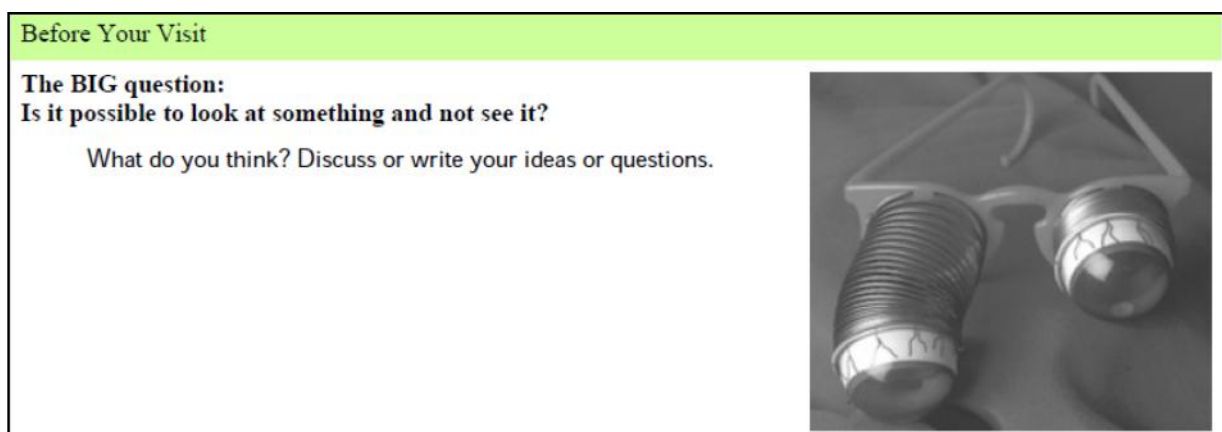 Before Your Visit
The BIG question:
Is it possible to look at something and not see it?
What do you think? Discuss or write your ideas or questions.